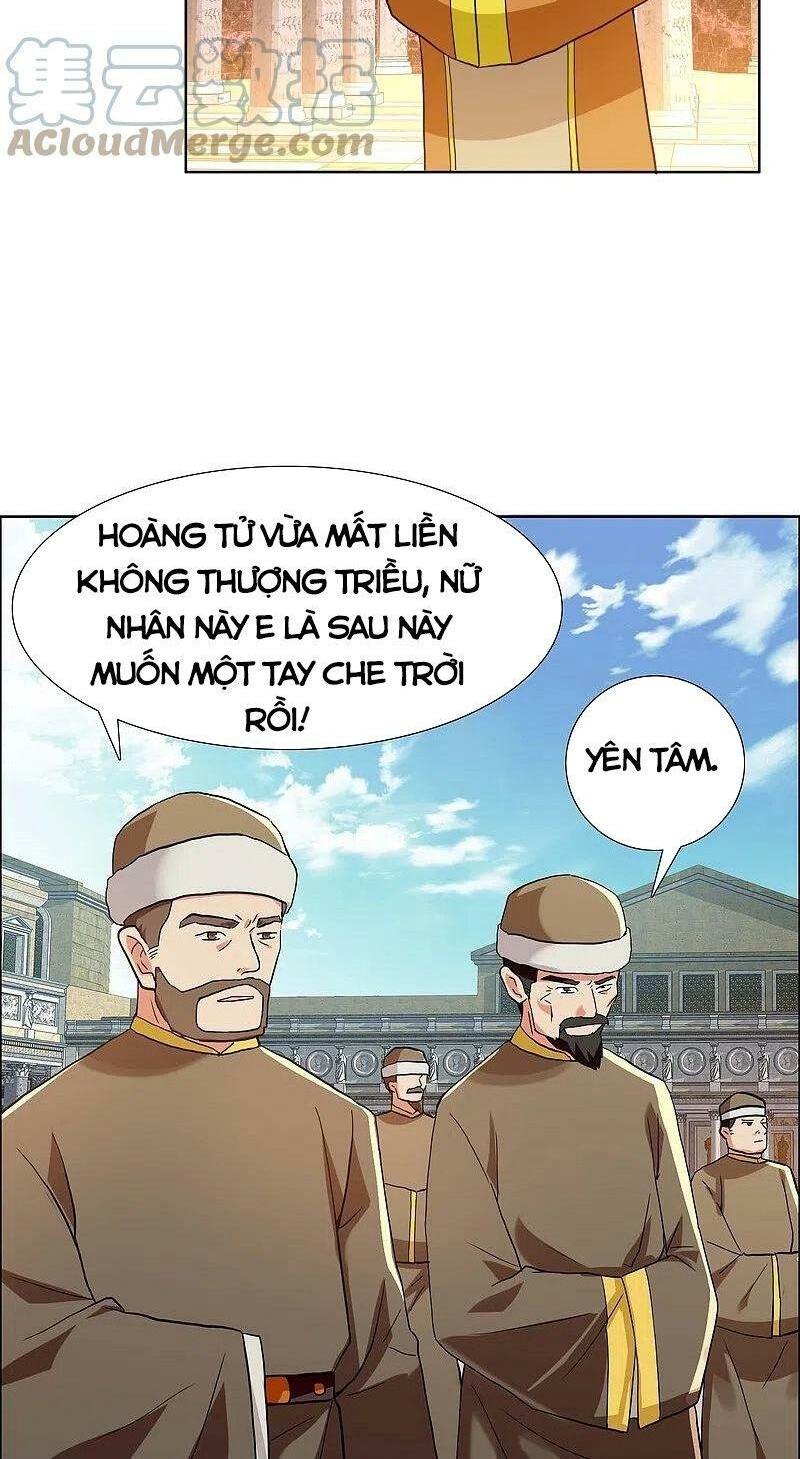 集云数据
AcloudMerge.com
HOÀNG TỬ VỪA MẤT LIỀN
KHÔNG THƯỢNG TRIỀU, NỮ
NHÂN NÀY E LÀ SAU NÀY
MUỐN MỘT TAY CHE TRỜI
RỒI!
YÊN TÂM.